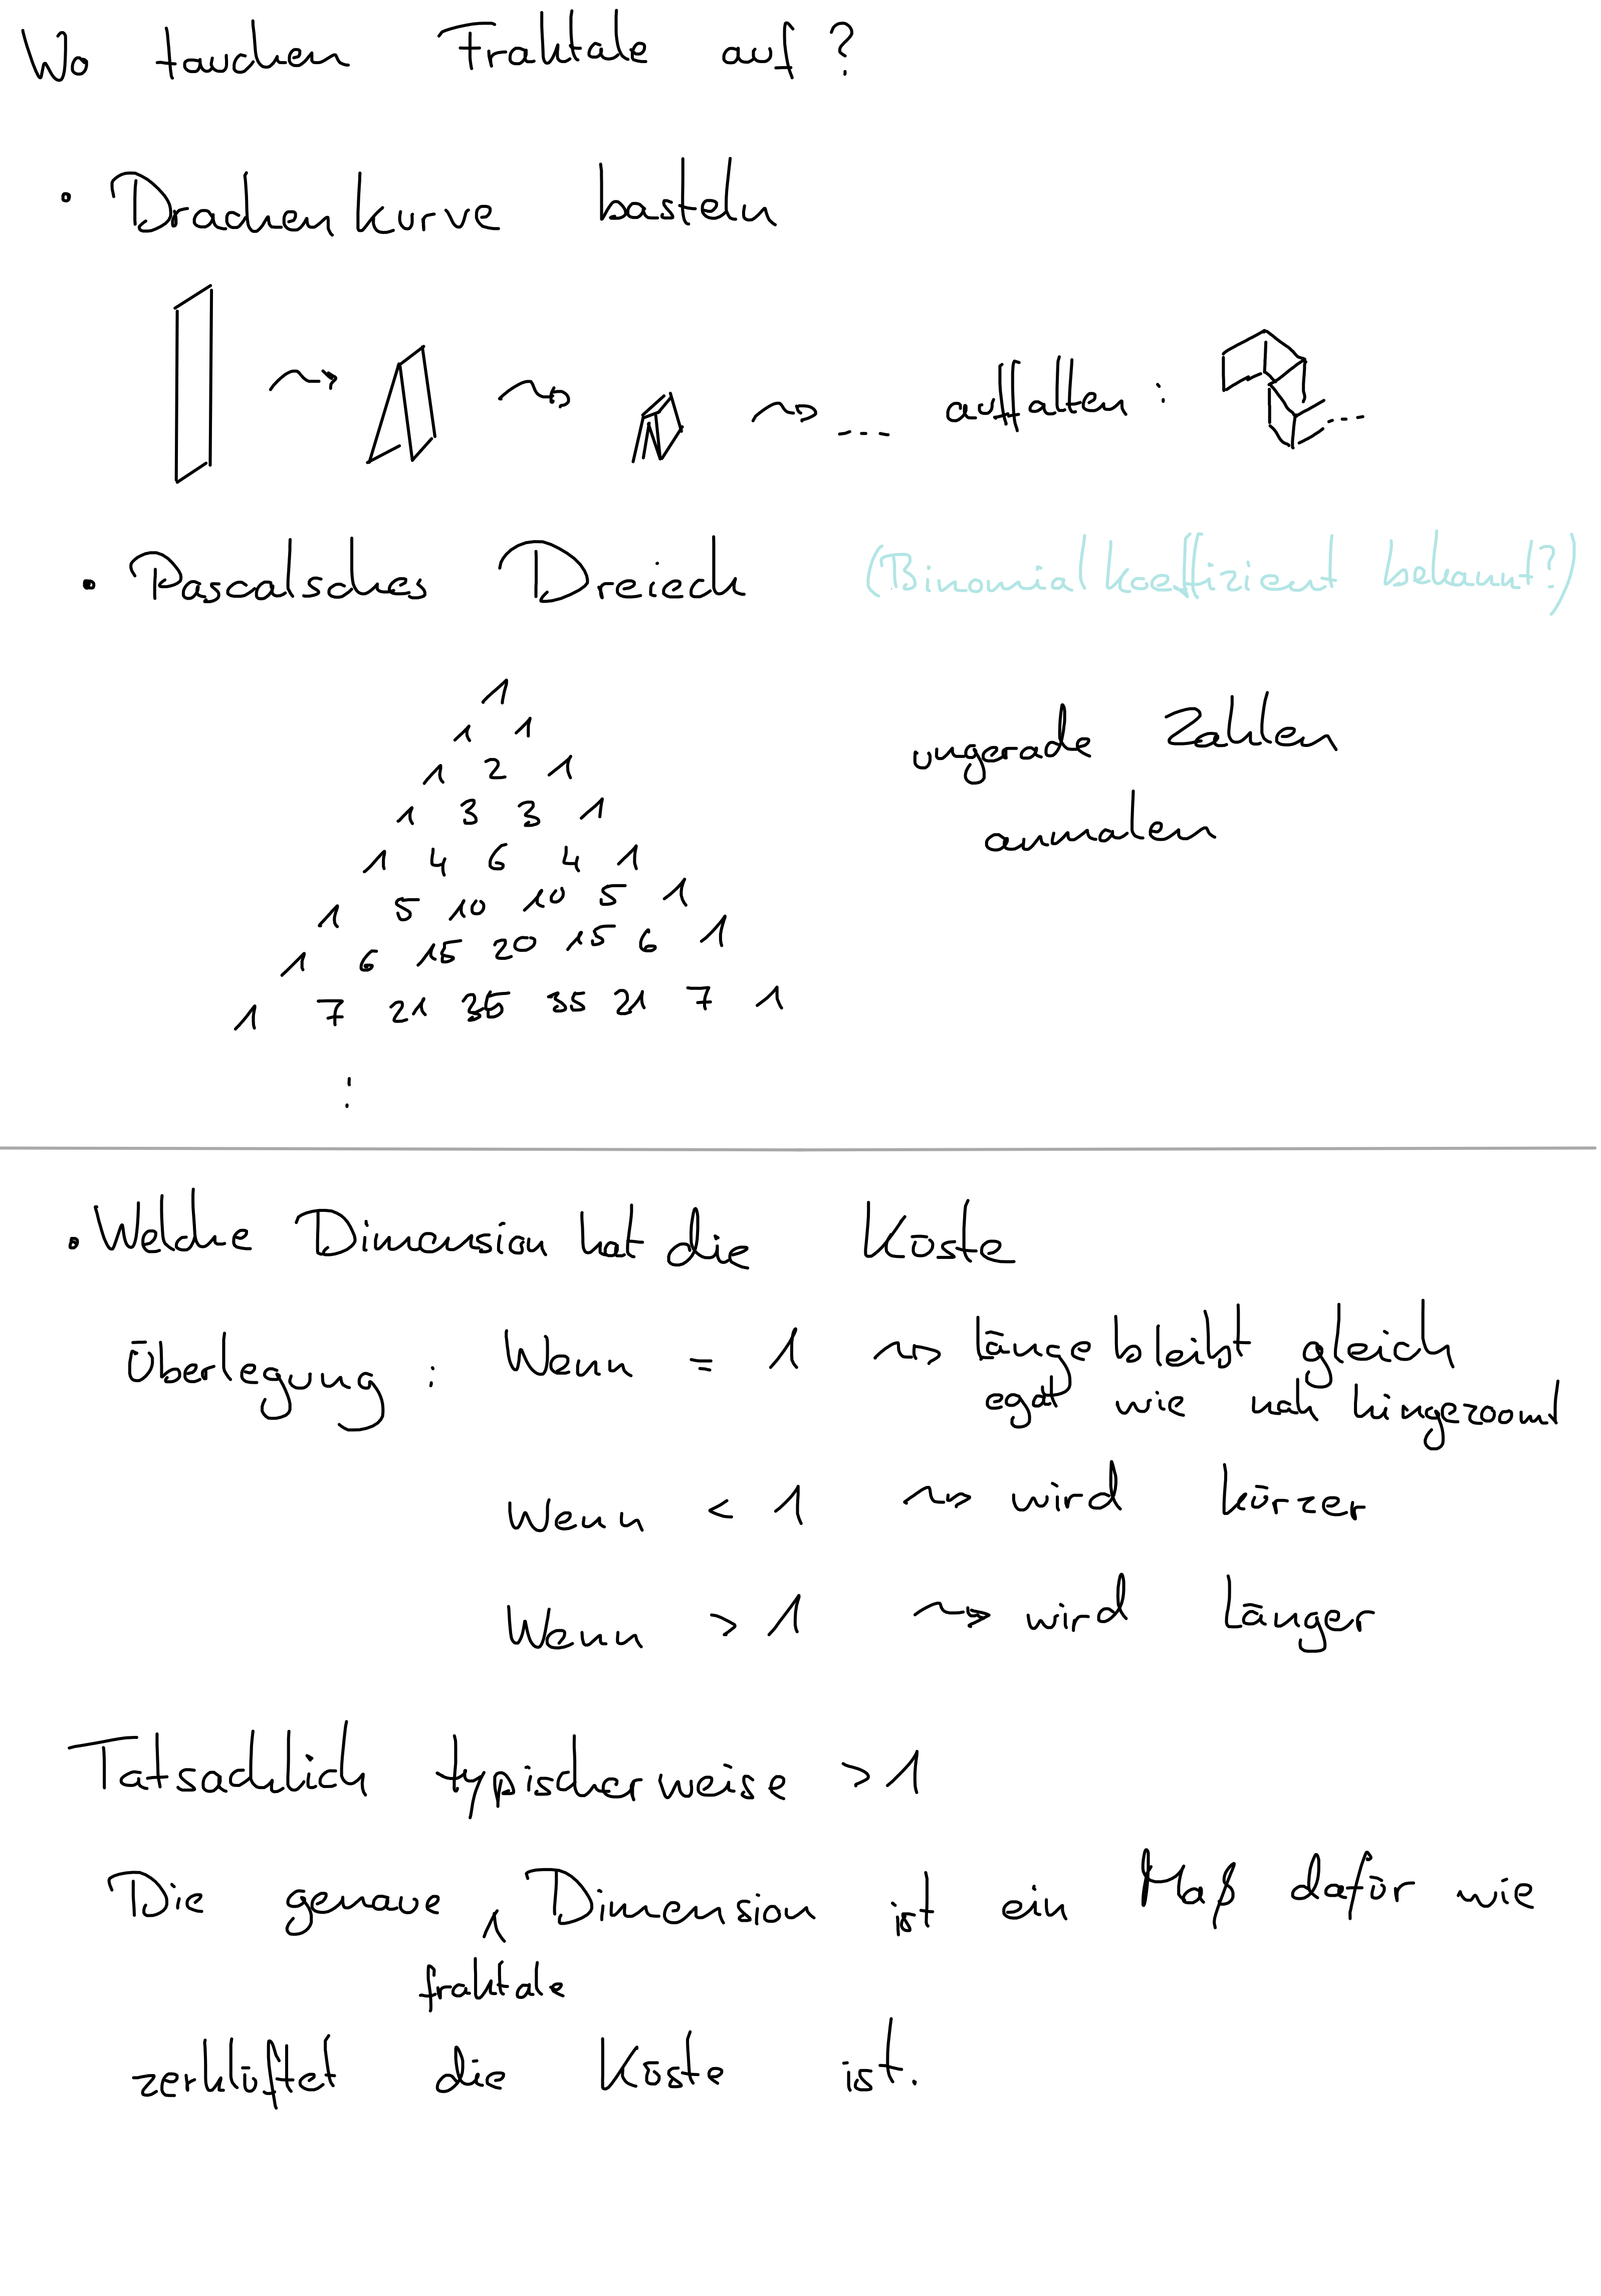 Wo tauchen Fraktale auf?
• Drachenkurve basteln
⇝ ⇝ ⇝ ... auffalten: ...
• Pascalsches Dreieck (Binomialkoeffizient bekannt?)
1
1 1
1 2 1
1 3 3 1
1 4 6 4 1
1 5 10 10 5 1
1 6 15 20 15 6 1
1 7 21 35 35 21 7 1
⋮
ungerade Zahlen
anmalen
• Welche Dimension hat die Küste
Überlegung: Wenn = 1 ⇝ Länge bleibt gleich
egal wie nah hingezoomt
Wenn < 1 ⇝ wird kürzer
Wenn > 1 ⇝ wird länger
Tatsächlich typischerweise > 1
Die genaue fraktale Dimension ist ein Maß dafür wie
zerklüftet die Küste ist.